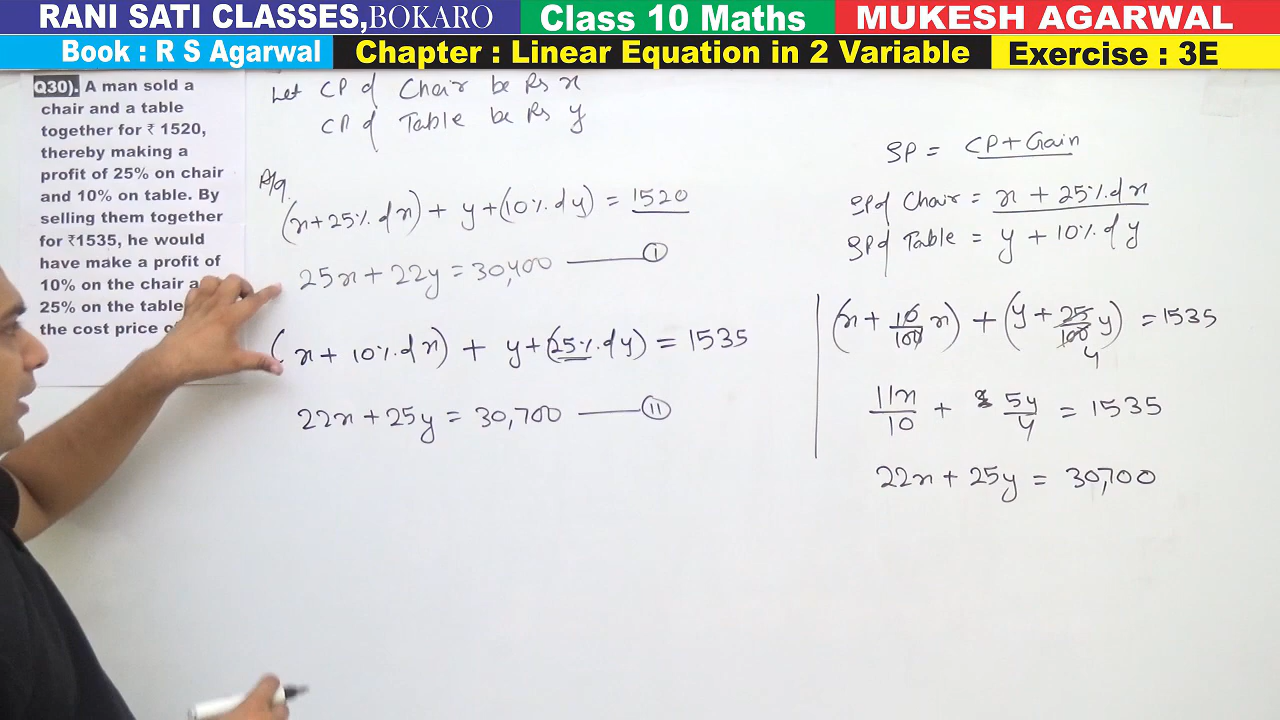 RANI SATI CLASSES,BOKARO Class 10 Maths MUKESH AGARWAL
Book : R S Agarwal Chapter : Linear Equation in 2 Variable Exercise : 3E
Q30). A man sold a
chair and a table
together for ₹ 1520,
thereby making a
profit of 25% on chair
and 10% on table. By
selling them together
for ₹1535, he would
have make a profit of
10% on the chair a
25% on the table
the cost price o
Let CP of Chair be Rs x
CP of Table be Rs y
A/q.
(x+25% of x) + y+(10% of y) = 1520
25x + 22y = 30,400 —— I
(x + 10% of x) + y+(25% of y) = 1535
22x + 25y = 30,700 —— II
SP = CP + Gain
SP of Chair = x + 25% of x
SP of Table = y + 10% of y
(x + 10/100 x) + (y + 25/100 y) = 1535
4
11x/10 + 5y/4 = 1535
22x + 25y = 30,700